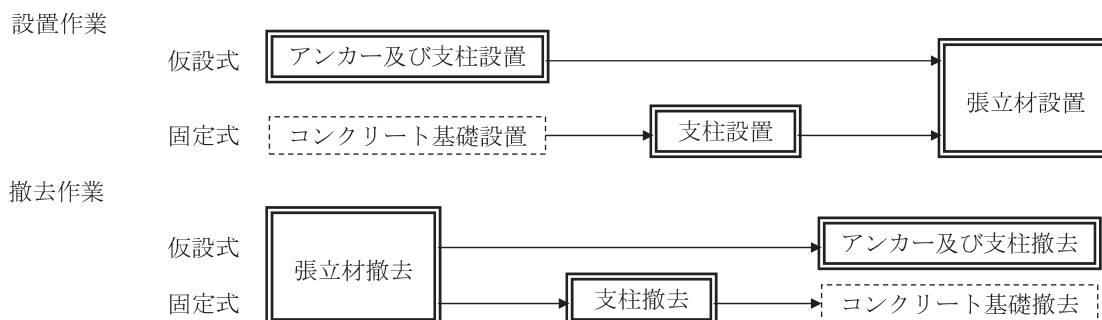 設置作業
仮設式 アンカー及び支柱設置
張立材設置
固定式 コンクリート基礎設置 支柱設置
撤去作業
仮設式 アンカー及び支柱撤去
張立材撤去
固定式 支柱撤去 コンクリート基礎撤去